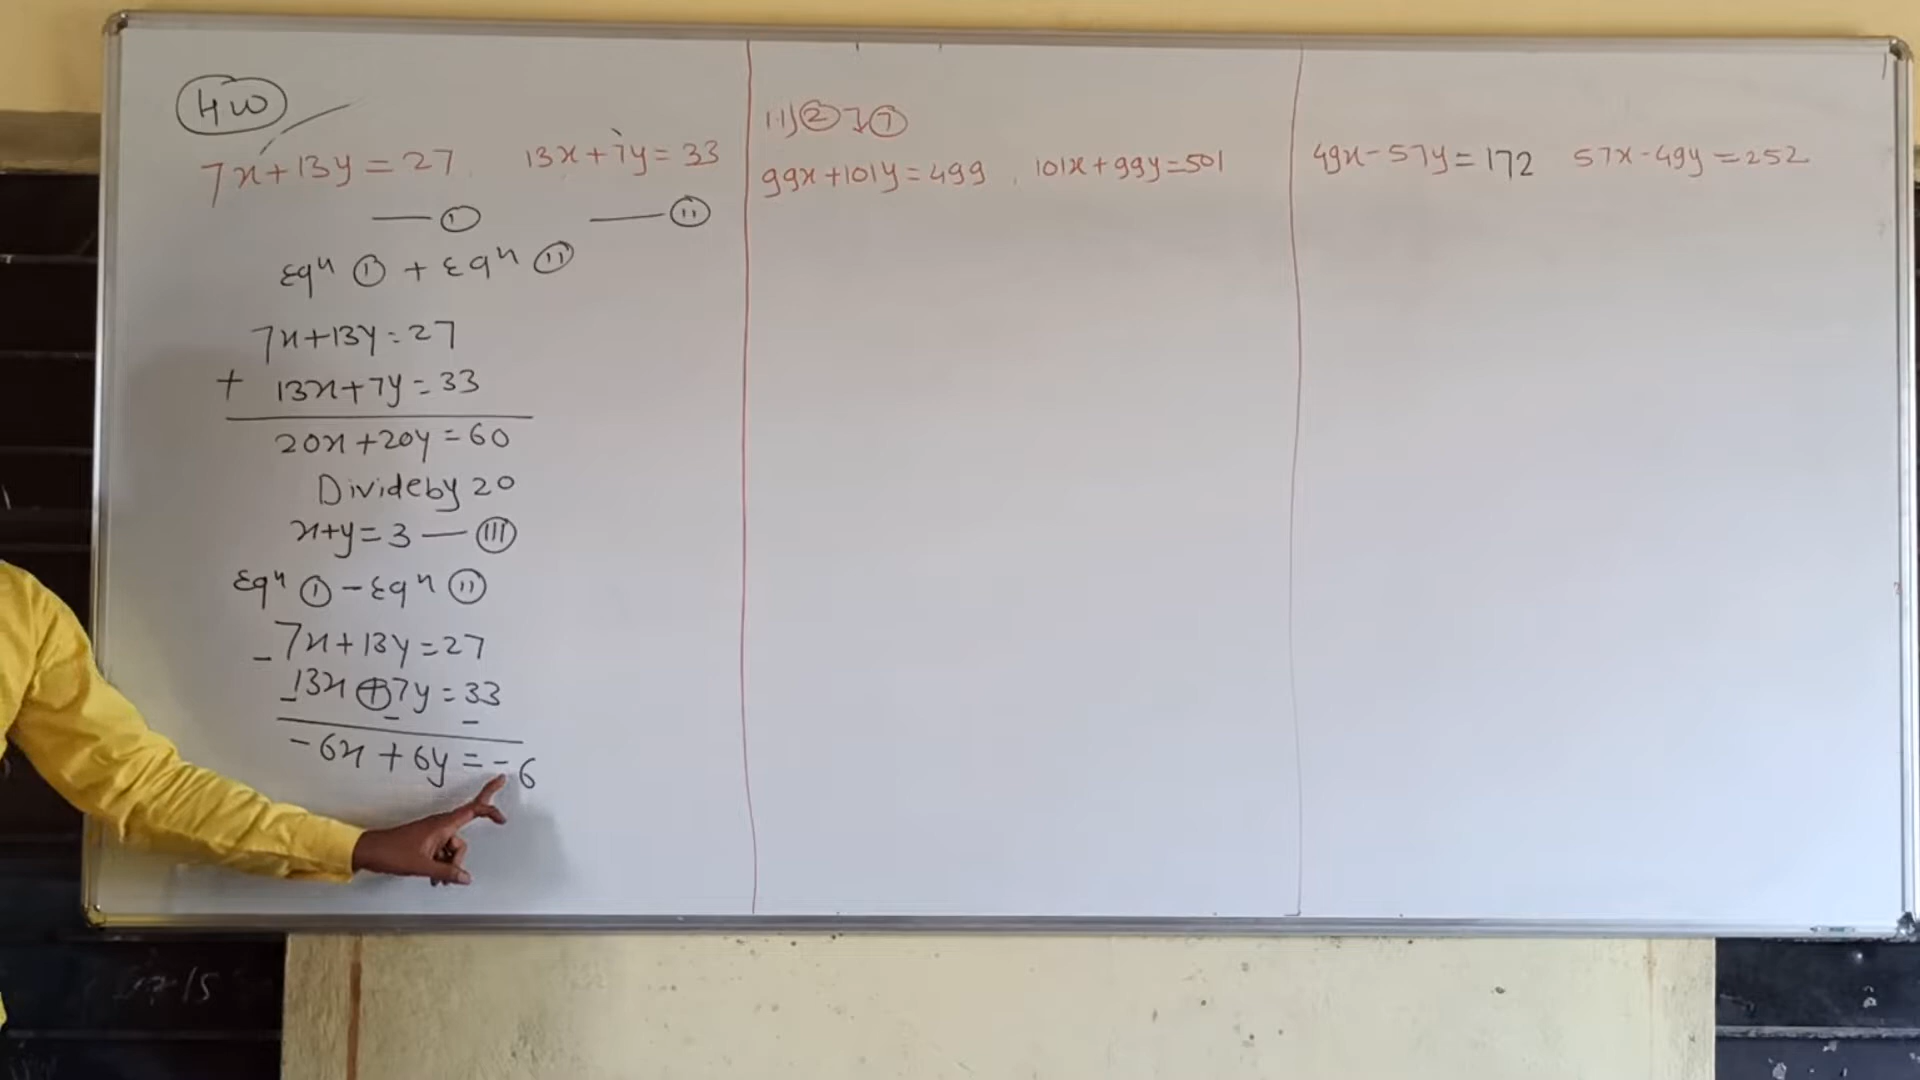 HW
7x+13y=27, 13x+7y=33
—① —⑪
Eqⁿ ① + Eqⁿ ⑪
7x+13y=27
+ 13x+7y=33
20x+20y=60
Divide by 20
x+y=3 — Ⅲ
Eqⁿ ① - Eqⁿ ⑪
- 7x+13y=27
13x+7y=33
- - -
-6x+6y=-6
1.1) ② ⑦
99x+101y=499, 101x+99y=501
49x-57y=172 57x-49y=252